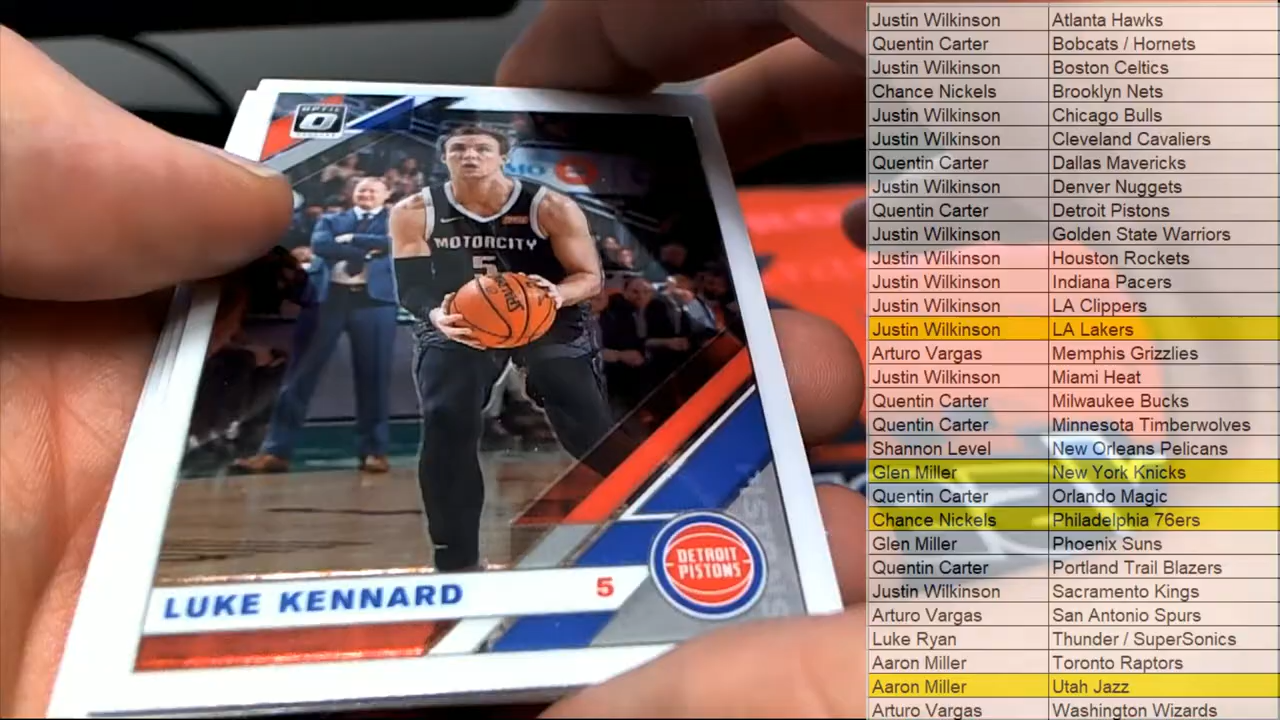 OPTIC
MOTORCITY
5
SPALDING
DETROIT
PISTONS
LUKE KENNARD 5
Justin Wilkinson Atlanta Hawks
Quentin Carter Bobcats / Hornets
Justin Wilkinson Boston Celtics
Chance Nickels Brooklyn Nets
Justin Wilkinson Chicago Bulls
Justin Wilkinson Cleveland Cavaliers
Quentin Carter Dallas Mavericks
Justin Wilkinson Denver Nuggets
Quentin Carter Detroit Pistons
Justin Wilkinson Golden State Warriors
Justin Wilkinson Houston Rockets
Justin Wilkinson Indiana Pacers
Justin Wilkinson LA Clippers
Justin Wilkinson LA Lakers
Arturo Vargas Memphis Grizzlies
Justin Wilkinson Miami Heat
Quentin Carter Milwaukee Bucks
Quentin Carter Minnesota Timberwolves
Shannon Level New Orleans Pelicans
Glen Miller New York Knicks
Quentin Carter Orlando Magic
Chance Nickels Philadelphia 76ers
Glen Miller Phoenix Suns
Quentin Carter Portland Trail Blazers
Justin Wilkinson Sacramento Kings
Arturo Vargas San Antonio Spurs
Luke Ryan Thunder / SuperSonics
Aaron Miller Toronto Raptors
Aaron Miller Utah Jazz
Arturo Vargas Washington Wizards